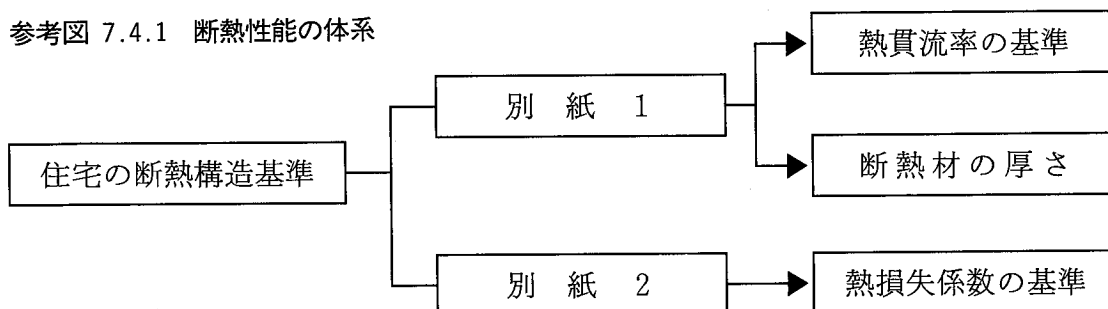 参考図 7.4.1 断熱性能の体系
熱貫流率の基準
別紙 1
住宅の断熱構造基準
断熱材の厚さ
別紙 2
熱損失係数の基準